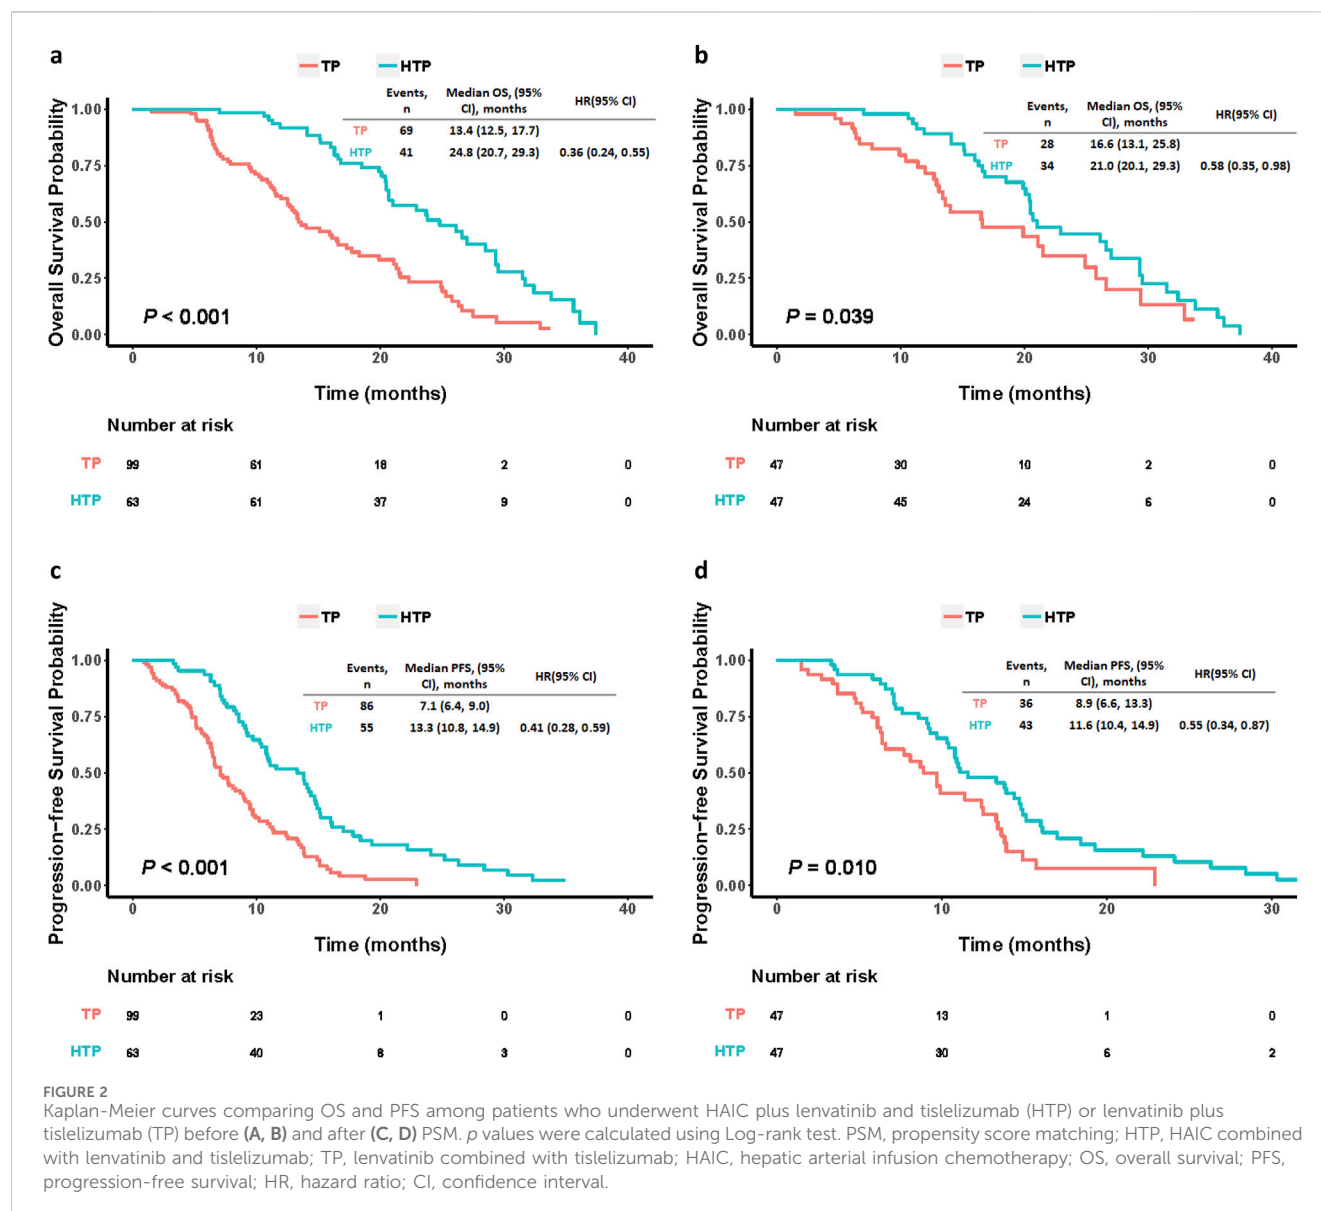 a
TP HTP
Events, n Median OS, (95% CI), months HR(95% CI)
TP 69 13.4 (12.5, 17.7)
HTP 41 24.8 (20.7, 29.3) 0.36 (0.24, 0.55)
Overall Survival Probability
1.00
0.75
0.50
0.25
0.00
P < 0.001
0 10 20 30 40
Time (months)
Number at risk
TP 99 61 18 2 0
HTP 63 61 37 9 0
b
TP HTP
Events, n Median OS, (95% CI), months HR(95% CI)
TP 28 16.6 (13.1, 25.8)
HTP 34 21.0 (20.1, 29.3) 0.58 (0.35, 0.98)
Overall Survival Probability
1.00
0.75
0.50
0.25
0.00
P = 0.039
0 10 20 30 40
Time (months)
Number at risk
TP 47 30 10 2 0
HTP 47 45 24 6 0
c
TP HTP
Events, n Median PFS, (95% CI), months HR(95% CI)
TP 86 7.1 (6.4, 9.0)
HTP 55 13.3 (10.8, 14.9) 0.41 (0.28, 0.59)
Progression-free Survival Probability
1.00
0.75
0.50
0.25
0.00
P < 0.001
0 10 20 30 40
Time (months)
Number at risk
TP 99 23 1 0 0
HTP 63 40 8 3 0
d
TP HTP
Events, n Median PFS, (95% CI), months HR(95% CI)
TP 36 8.9 (6.6, 13.3)
HTP 43 11.6 (10.4, 14.9) 0.55 (0.34, 0.87)
Progression-free Survival Probability
1.00
0.75
0.50
0.25
0.00
P = 0.010
0 10 20 30
Time (months)
Number at risk
TP 47 13 1 0
HTP 47 30 6 2
FIGURE 2
Kaplan-Meier curves comparing OS and PFS among patients who underwent HAIC plus lenvatinib and tislelizumab (HTP) or lenvatinib plus
tislelizumab (TP) before (A, B) and after (C, D) PSM. p values were calculated using Log-rank test. PSM, propensity score matching; HTP, HAIC combined
with lenvatinib and tislelizumab; TP, lenvatinib combined with tislelizumab; HAIC, hepatic arterial infusion chemotherapy; OS, overall survival; PFS,
progression-free survival; HR, hazard ratio; CI, confidence interval.